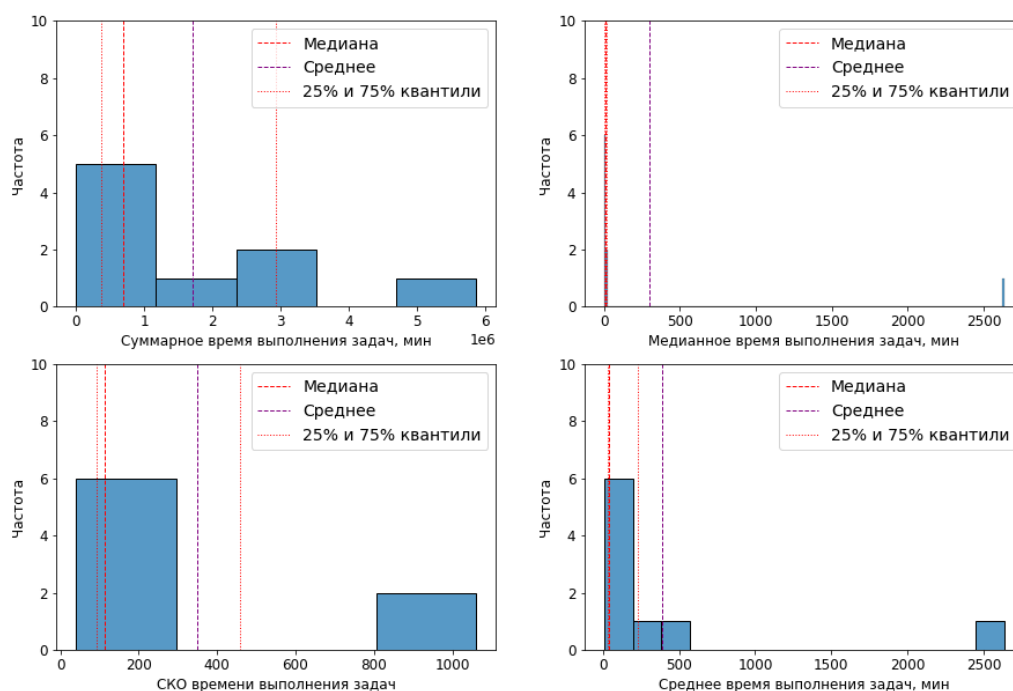 10
8
6
4
2
0
Частота
Медиана
Среднее
25% и 75% квантили
0 1 2 3 4 5 6
Суммарное время выполнения задач, мин
1e6
10
8
6
4
2
0
Частота
Медиана
Среднее
25% и 75% квантили
0 500 1000 1500 2000 2500
Медианное время выполнения задач, мин
10
8
6
4
2
0
Частота
Медиана
Среднее
25% и 75% квантили
0 200 400 600 800 1000
СКО времени выполнения задач
10
8
6
4
2
0
Частота
Медиана
Среднее
25% и 75% квантили
0 500 1000 1500 2000 2500
Среднее время выполнения задач, мин